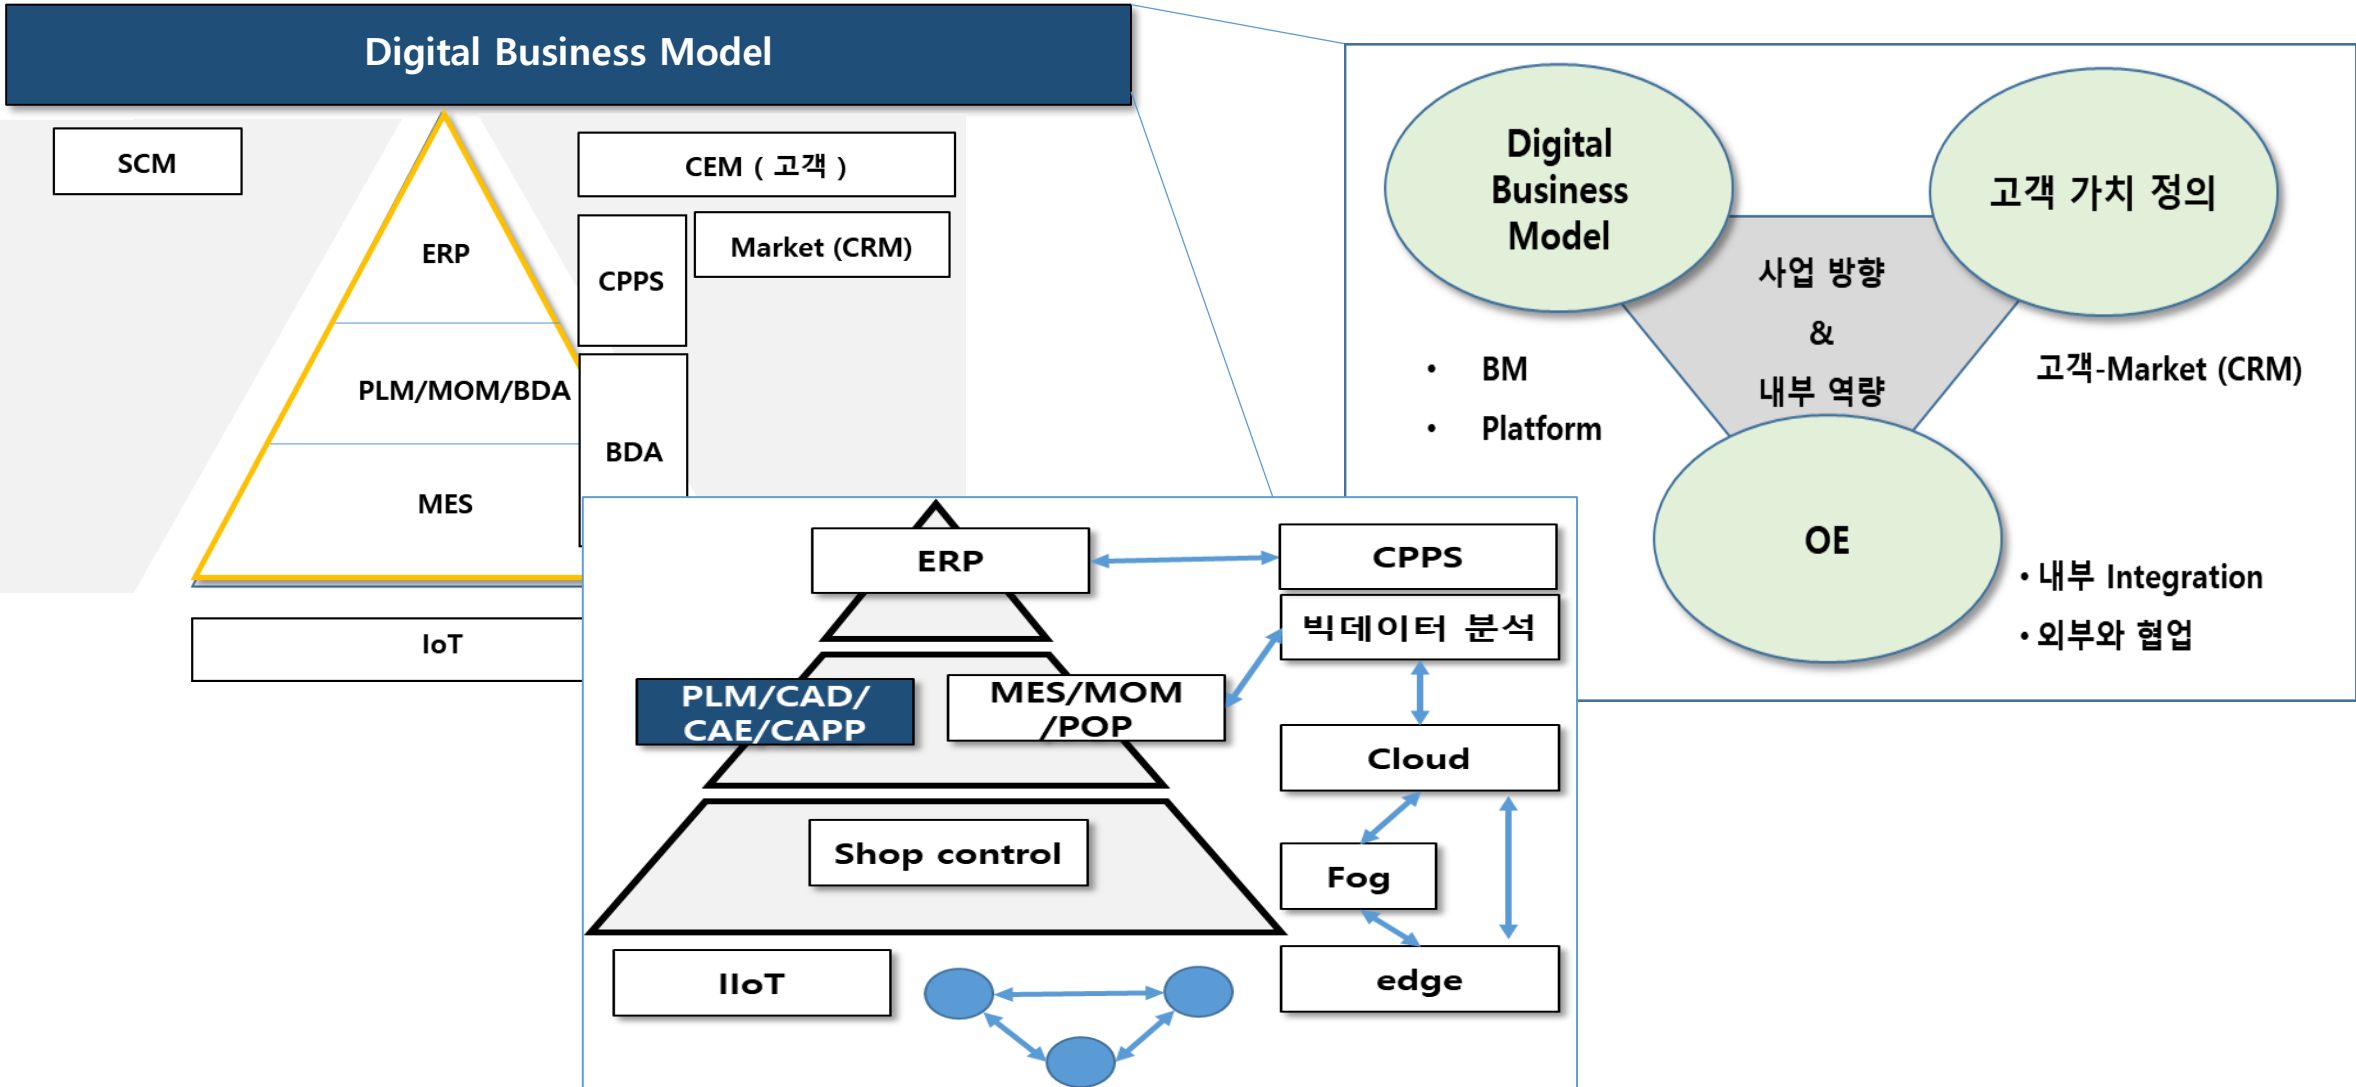 Digital Business Model
SCM
CEM ( 고객 )
Market (CRM)
CPPS
ERP
PLM/MOM/BDA
BDA
MES
IoT
ERP
CPPS
빅데이터 분석
PLM/CAD/
CAE/CAPP
MES/MOM
/POP
Cloud
Shop control
Fog
IIoT
edge
Digital
Business
Model
고객 가치 정의
사업 방향
&
내부 역량
• BM
• Platform
고객-Market (CRM)
OE
• 내부 Integration
• 외부와 협업